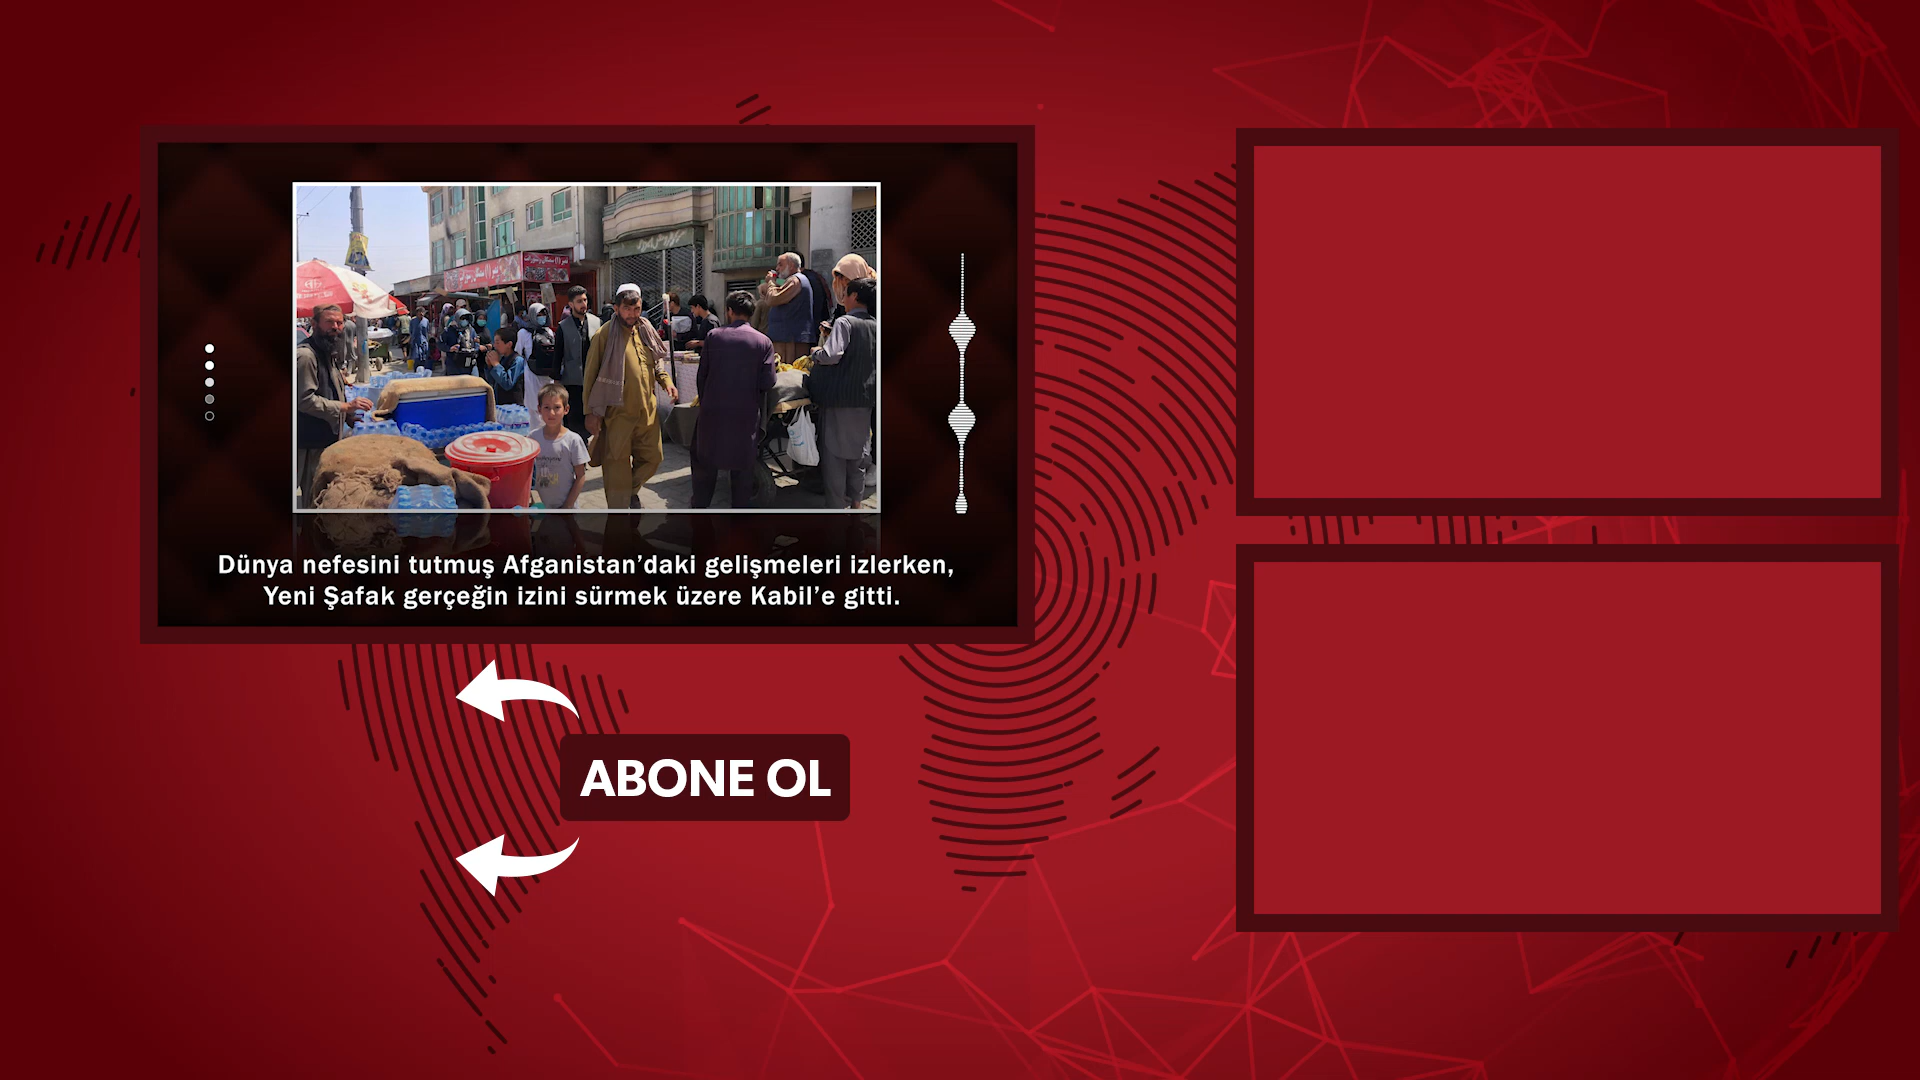 Dünya nefesini tutmuş Afganistan’daki gelişmeleri izlerken,
Yeni Şafak gerçeğin izini sürmek üzere Kabil’e gitti.
ABONE OL